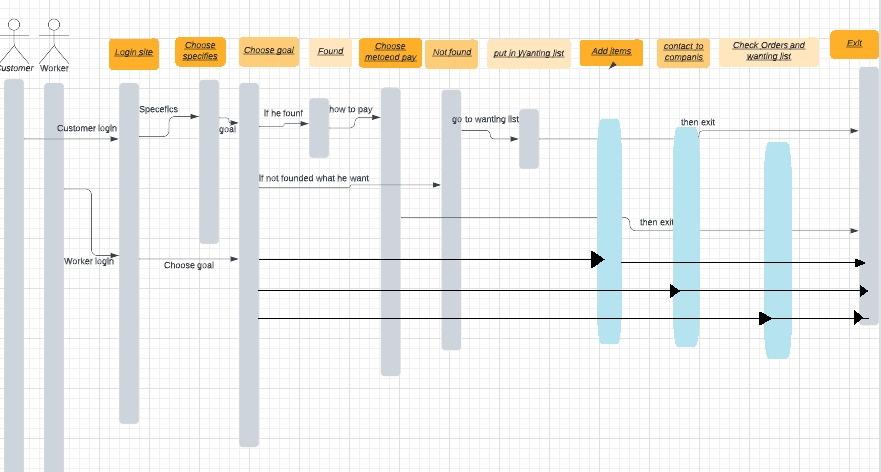 Customer
Worker
Login site
Choose
specifies
Choose goal
Found
Choose
metoend pay
Not found
put in Wanting list
Add items
contact to
companis
Check Orders and
wanting list
Exit
Customer login
Specefics
goal
If he founf
how to pay
go to wanting list
then exit
If not founded what he want
then exit
Worker login
Choose goal